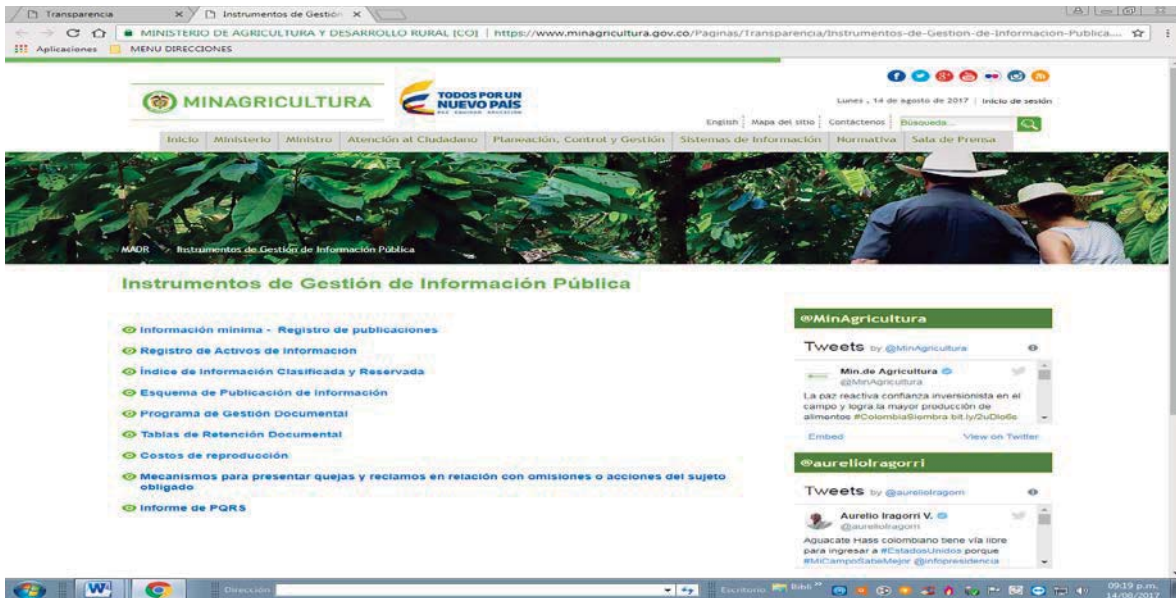 Transparencia
Instrumentos de Gestión
MINISTERIO DE AGRICULTURA Y DESARROLLO RURAL [CO] | https://www.minagricultura.gov.co/Paginas/Transparencia/Instrumentos-de-Gestion-de-Informacion-Publica....
Aplicaciones MENU DIRECCIONES
MINAGRICULTURA
TODOS POR UN
NUEVO PAÍS
PAZ EQUIDAD EDUCACIÓN
Lunes , 14 de agosto de 2017 | Inicio de sesión
English Mapa del sitio Contáctenos Búsqueda...
Inicio Ministerio Ministro Atención al Ciudadano Planeación, Control y Gestión Sistemas de Información Normativa Sala de Prensa
MADR > Instrumentos de Gestión de Información Pública
Instrumentos de Gestión de Información Pública
Información mínima - Registro de publicaciones
Registro de Activos de Información
Índice de Información Clasificada y Reservada
Esquema de Publicación de Información
Programa de Gestión Documental
Tablas de Retención Documental
Costos de reproducción
Mecanismos para presentar quejas y reclamos en relación con omisiones o acciones del sujeto
obligado
Informe de PQRS
@MinAgricultura
Tweets by @MinAgricultura
Min.de Agricultura
@MinAgricultura
La paz reactiva confianza inversionista en el
campo y logra la mayor producción de
alimentos #ColombiaSiembra bit.ly/2uDlo6s
Embed View on Twitter
@aurelioIragorri
Tweets by @aurelioiragorri
Aurelio Iragorri V.
@aurelioiragorri
Aguacate Hass colombiano tiene vía libre
para ingresar a #EstadosUnidos porque
#MiCampoSabeMejor @infopresidencia
Dirección Escritorio Bibli
09:19 p.m.
14/08/2017